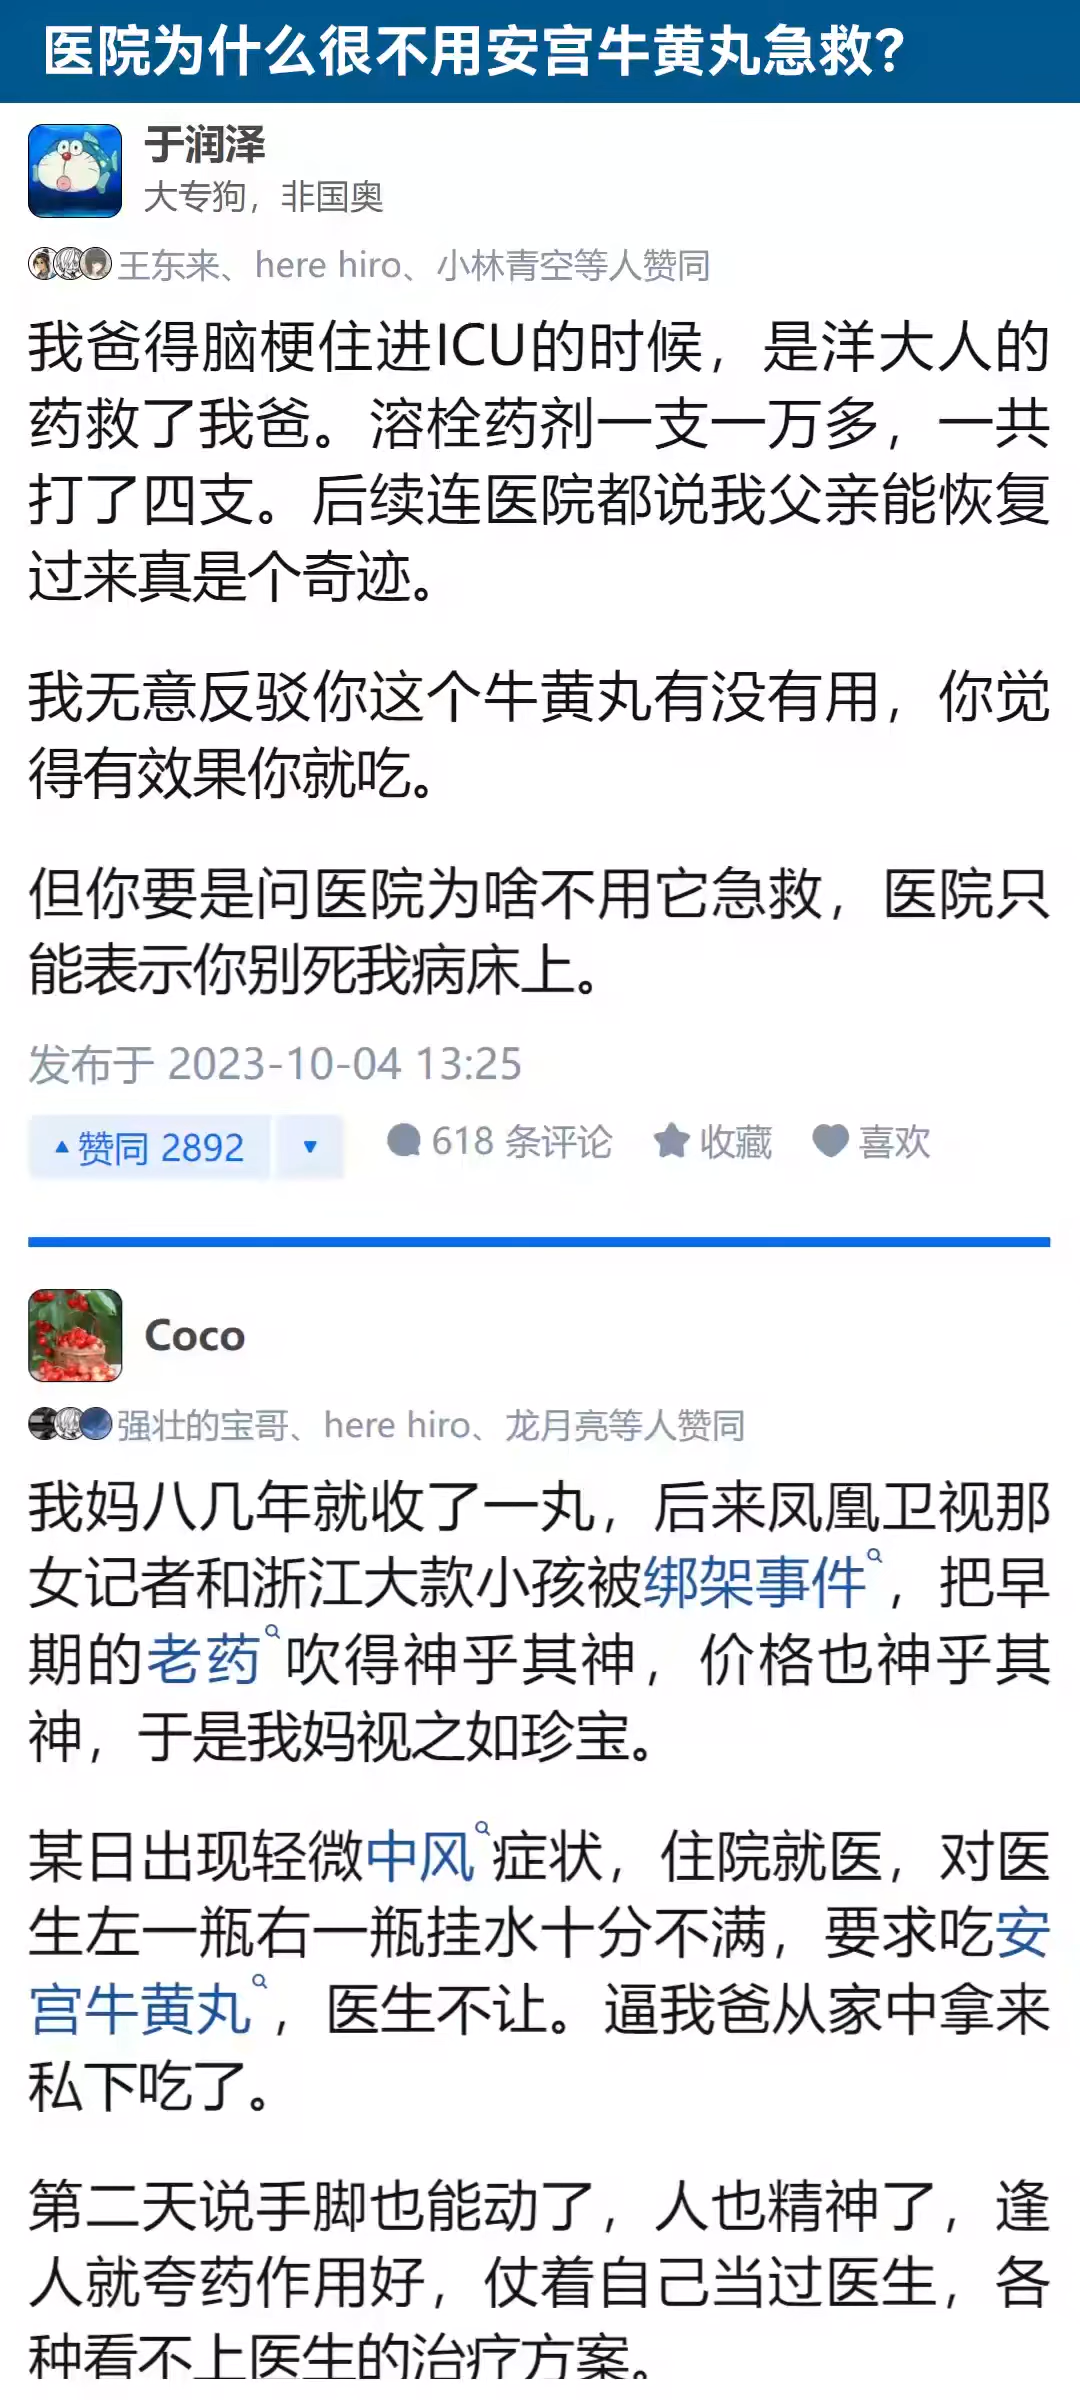 医院为什么很不用安宫牛黄丸急救?
于润泽
大专狗，非国奥
王东来、here hiro、小林青空等人赞同
我爸得脑梗住进ICU的时候，是洋大人的
药救了我爸。溶栓药剂一支一万多，一共
打了四支。后续连医院都说我父亲能恢复
过来真是个奇迹。
我无意反驳你这个牛黄丸有没有用，你觉
得有效果你就吃。
但你要是问医院为啥不用它急救，医院只
能表示你别死我病床上。
发布于 2023-10-04 13:25
赞同 2892 618 条评论 收藏 喜欢
Coco
强壮的宝哥、here hiro、龙月亮等人赞同
我妈八几年就收了一丸，后来凤凰卫视那
女记者和浙江大款小孩被绑架事件，把早
期的老药吹得神乎其神，价格也神乎其
神，于是我妈视之如珍宝。
某日出现轻微中风症状，住院就医，对医
生左一瓶右一瓶挂水十分不满，要求吃安
宫牛黄丸，医生不让。逼我爸从家中拿来
私下吃了。
第二天说手脚也能动了，人也精神了，逢
人就夸药作用好，仗着自己当过医生，各
种看不上医生的治疗方案。